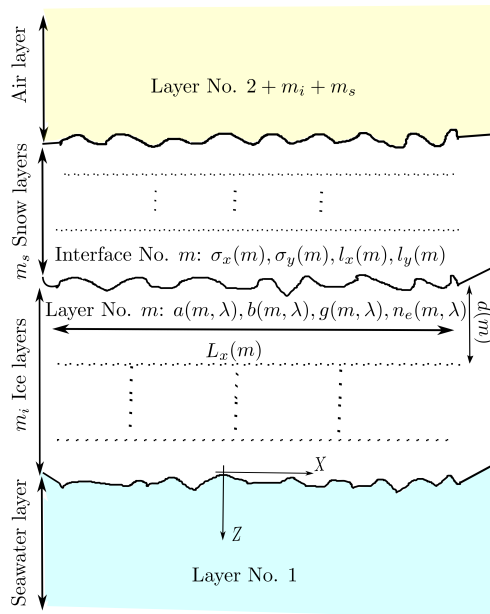 Air layer
Layer No. 2 + m_i + m_s
m_s Snow layers
Interface No. m: σ_x(m), σ_y(m), l_x(m), l_y(m)
Layer No. m: a(m, λ), b(m, λ), g(m, λ), n_e(m, λ)
d(m)
L_x(m)
m_i Ice layers
X
Z
Seawater layer
Layer No. 1